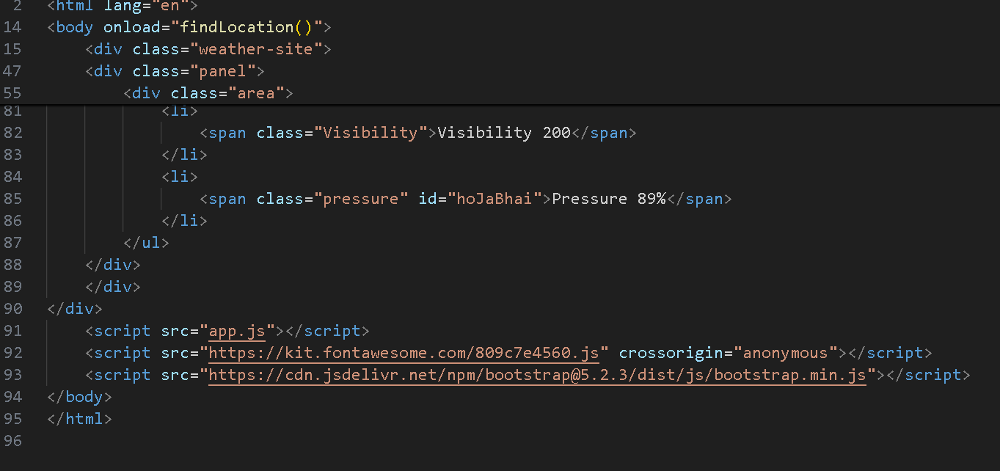 2 <html lang="en">
14 <body onload="findLocation()">
15 <div class="weather-site">
47 <div class="panel">
55 <div class="area">
81 <li>
82 <span class="Visibility">Visibility 200</span>
83 </li>
84 <li>
85 <span class="pressure" id="hoJaBhai">Pressure 89%</span>
86 </li>
87 </ul>
88 </div>
89 </div>
90 </div>
91 <script src="app.js"></script>
92 <script src="https://kit.fontawesome.com/809c7e4560.js" crossorigin="anonymous"></script>
93 <script src="https://cdn.jsdelivr.net/npm/bootstrap@5.2.3/dist/js/bootstrap.min.js"></script>
94 </body>
95 </html>
96